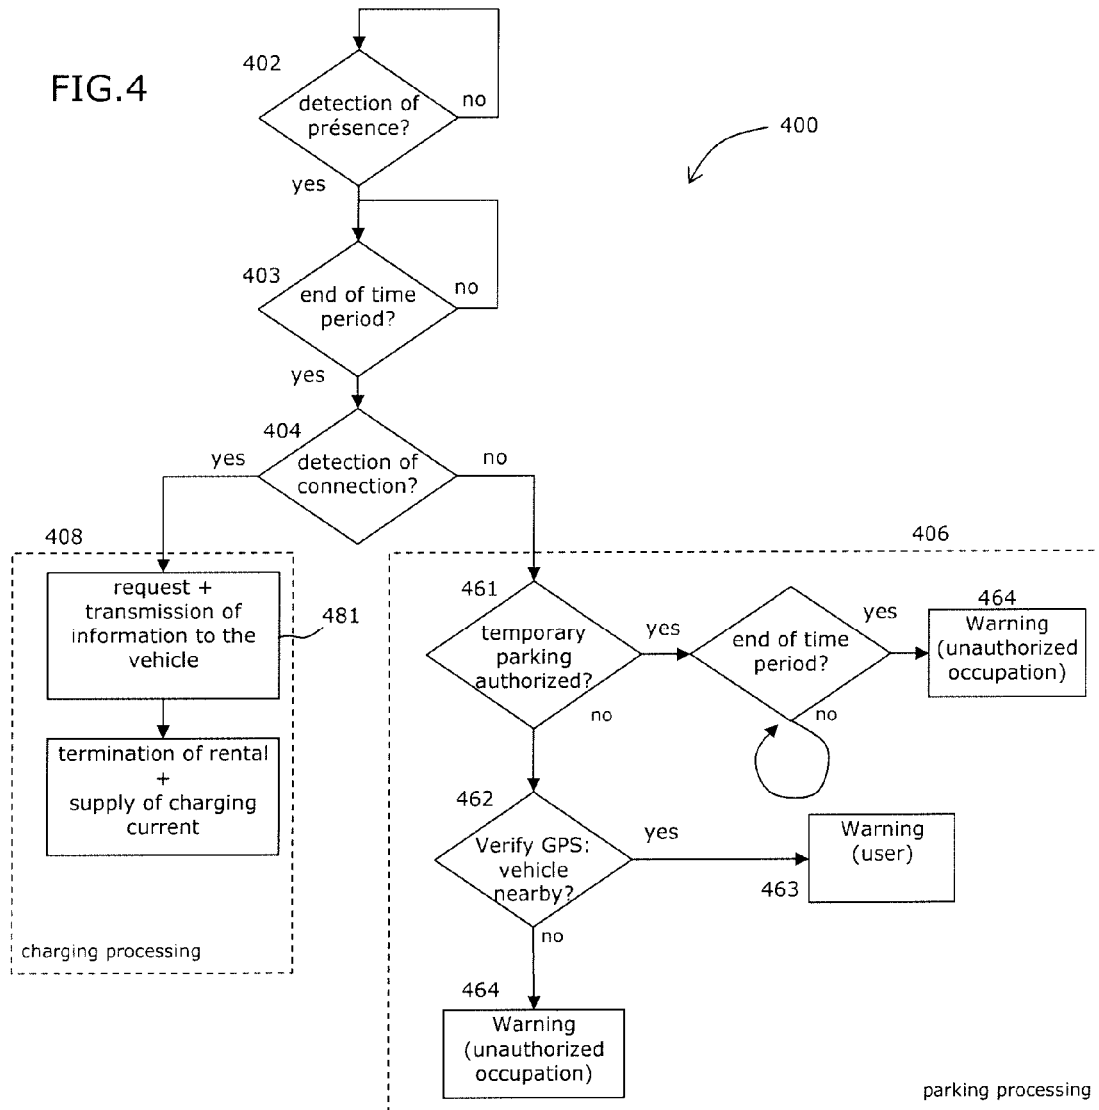 FIG.4
402
detection of
présence?
no
yes
400
403
end of time
period?
no
yes
404
detection of
connection?
yes
no
408
request +
transmission of
information to the
vehicle
481
termination of rental
+
supply of charging
current
charging processing
406
461
temporary
parking
authorized?
yes
no
end of time
period?
yes
no
464
Warning
(unauthorized
occupation)
462
Verify GPS:
vehicle
nearby?
yes
no
Warning
(user)
463
464
Warning
(unauthorized
occupation)
parking processing